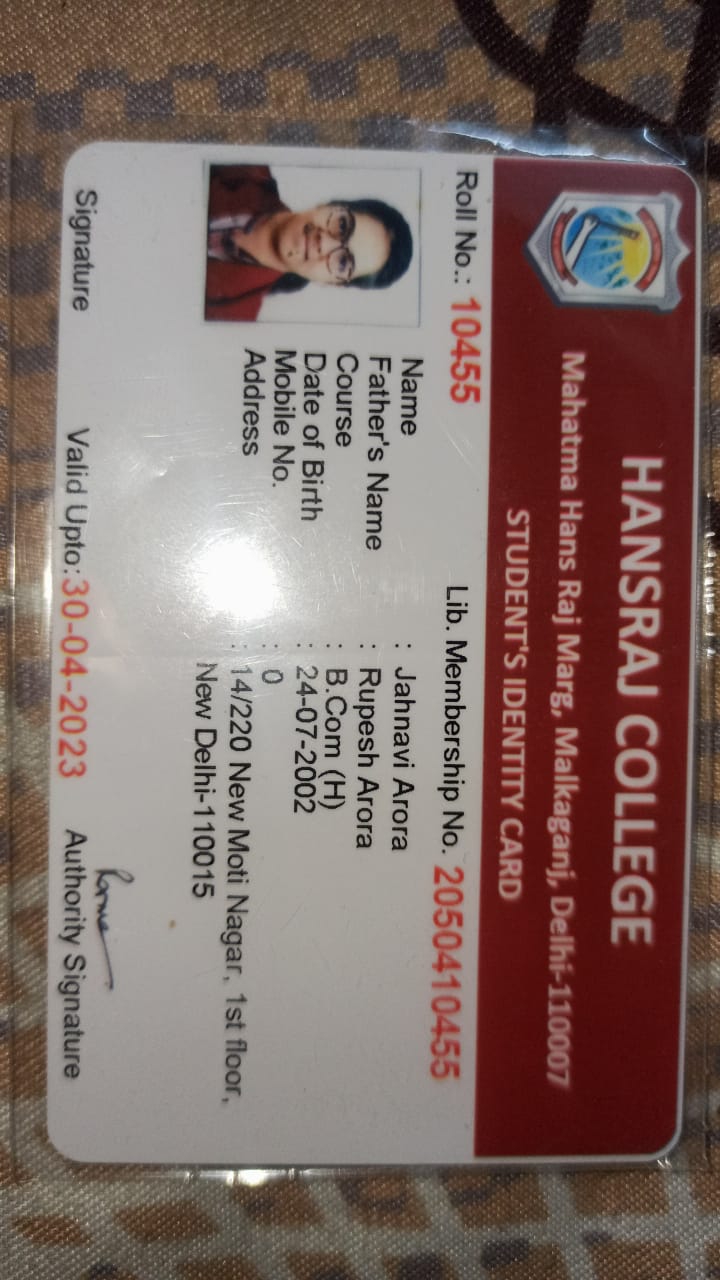 HANSRAJ COLLEGE
Mahatma Hans Raj Marg, Malkaganj, Delhi-110007
STUDENT'S IDENTITY CARD
Roll No.: 10455 Lib. Membership No. 2050410455
Name : Jahnavi Arora
Father's Name : Rupesh Arora
Course : B.Com (H)
Date of Birth : 24-07-2002
Mobile No. : 0
Address : 14/220 New Moti Nagar, 1st floor,
New Delhi-110015
Signature Valid Upto: 30-04-2023 Authority Signature